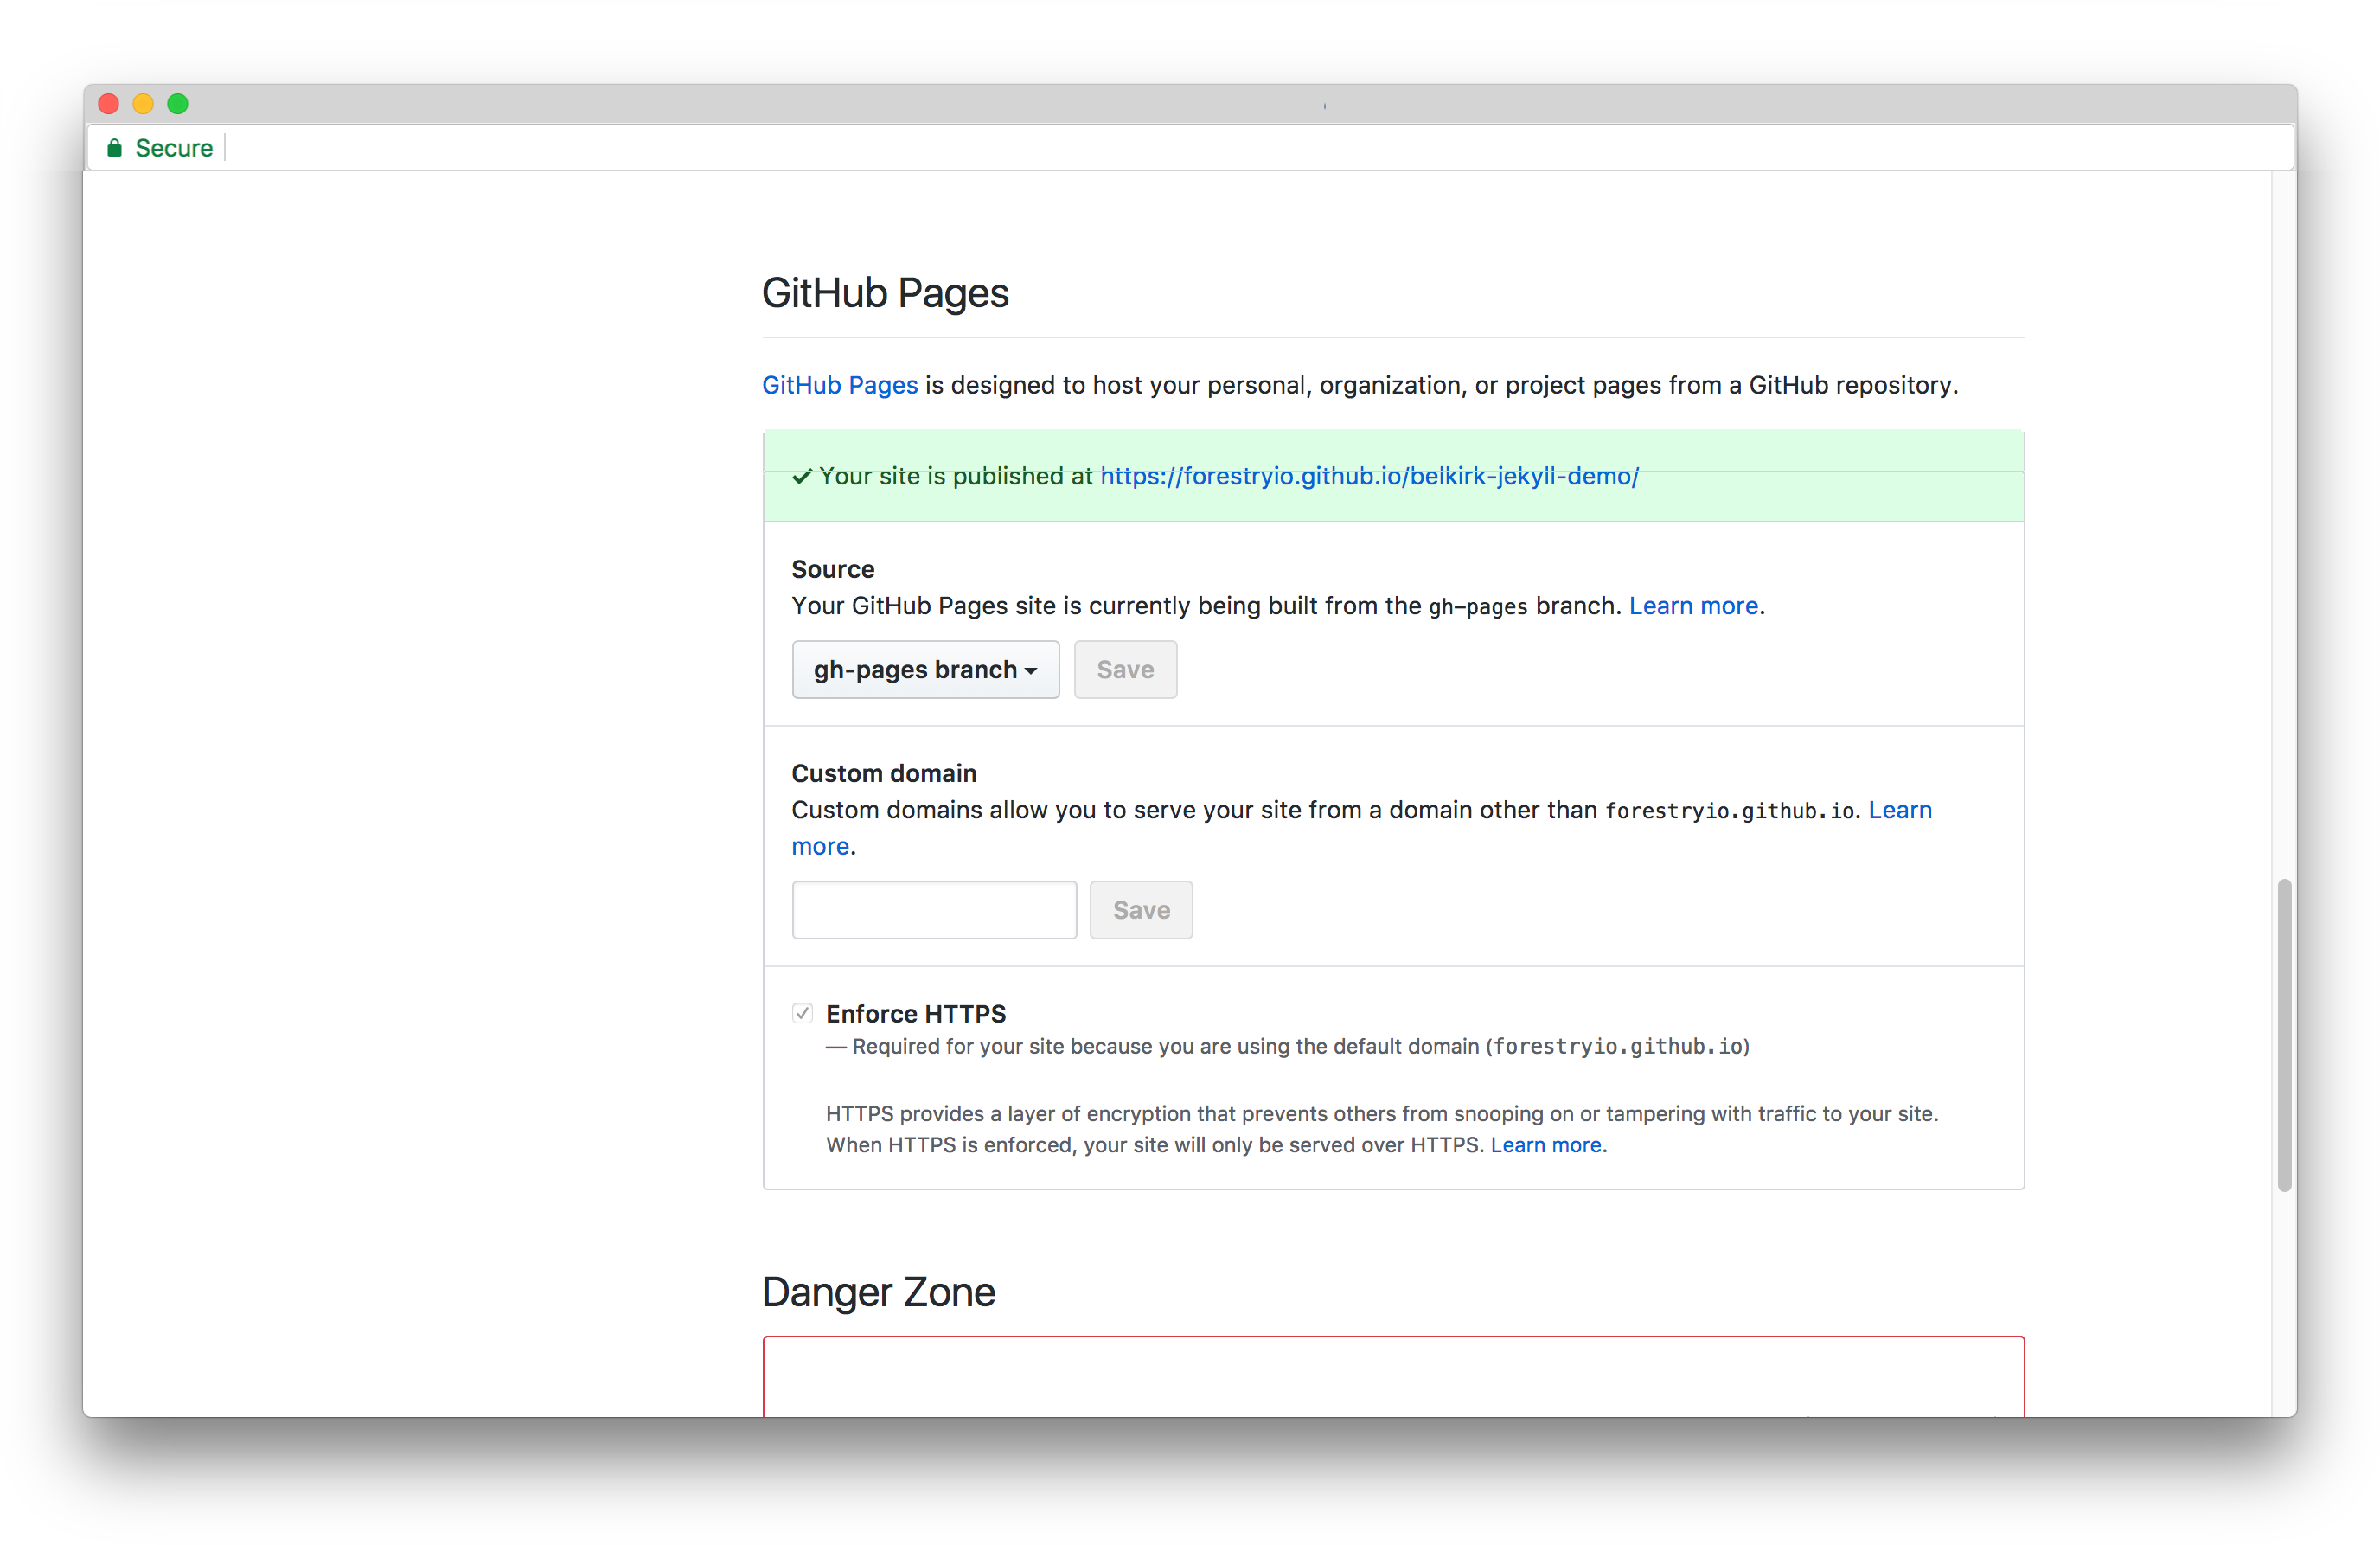 Secure
GitHub Pages
GitHub Pages is designed to host your personal, organization, or project pages from a GitHub repository.
Your site is published at https://forestryio.github.io/belkirk-jekyll-demo/
Source
Your GitHub Pages site is currently being built from the gh-pages branch. Learn more.
gh-pages branch
Save
Custom domain
Custom domains allow you to serve your site from a domain other than forestryio.github.io. Learn
more.
Save
Enforce HTTPS
— Required for your site because you are using the default domain (forestryio.github.io)
HTTPS provides a layer of encryption that prevents others from snooping on or tampering with traffic to your site.
When HTTPS is enforced, your site will only be served over HTTPS. Learn more.
Danger Zone